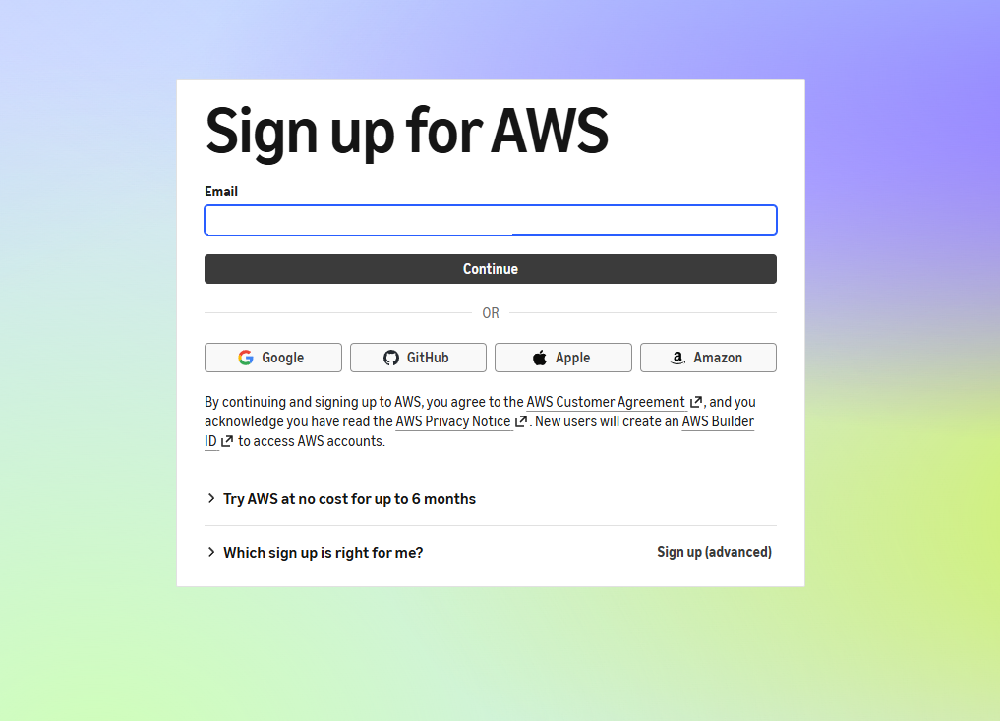 Sign up for AWS
Email
Continue
OR
Google
GitHub
Apple
Amazon
By continuing and signing up to AWS, you agree to the AWS Customer Agreement, and you
acknowledge you have read the AWS Privacy Notice. New users will create an AWS Builder
ID to access AWS accounts.
Try AWS at no cost for up to 6 months
Which sign up is right for me?
Sign up (advanced)